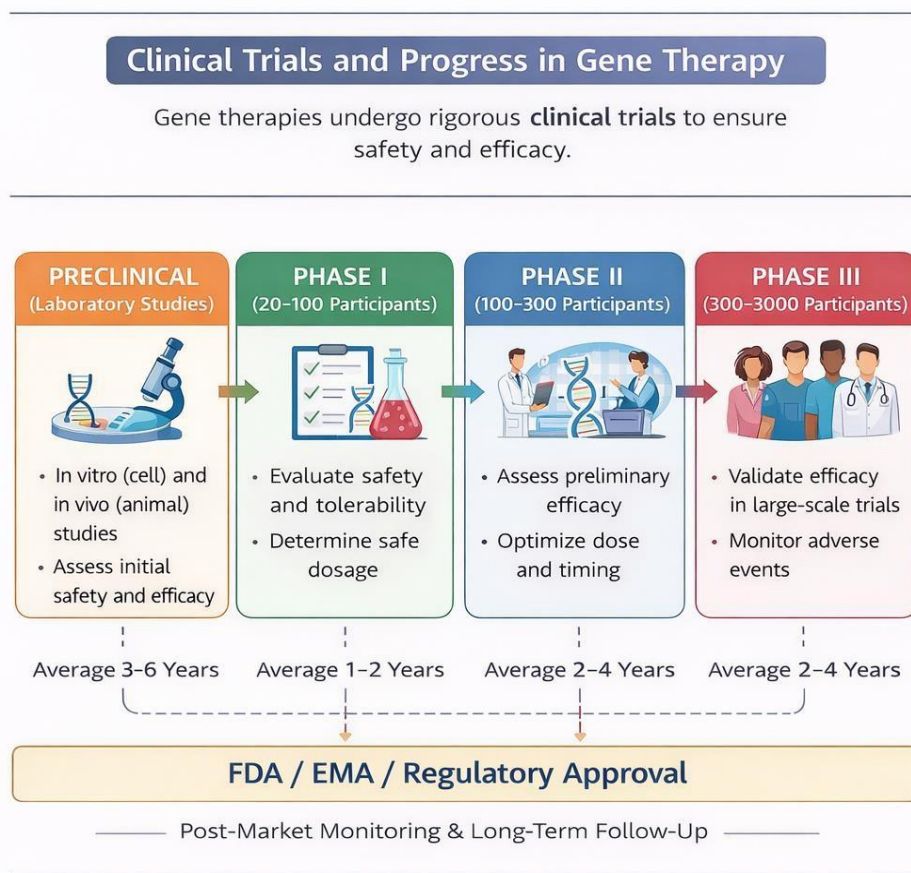 Clinical Trials and Progress in Gene Therapy
Gene therapies undergo rigorous clinical trials to ensure
safety and efficacy.
PRECLINICAL
(Laboratory Studies)
• In vitro (cell) and
in vivo (animal)
studies
• Assess initial
safety and efficacy
Average 3–6 Years
PHASE I
(20–100 Participants)
• Evaluate safety
and tolerability
• Determine safe
dosage
Average 1–2 Years
PHASE II
(100–300 Participants)
• Assess preliminary
efficacy
• Optimize dose
and timing
Average 2–4 Years
PHASE III
(300–3000 Participants)
• Validate efficacy
in large-scale trials
• Monitor adverse
events
Average 2–4 Years
FDA / EMA / Regulatory Approval
Post-Market Monitoring & Long-Term Follow-Up